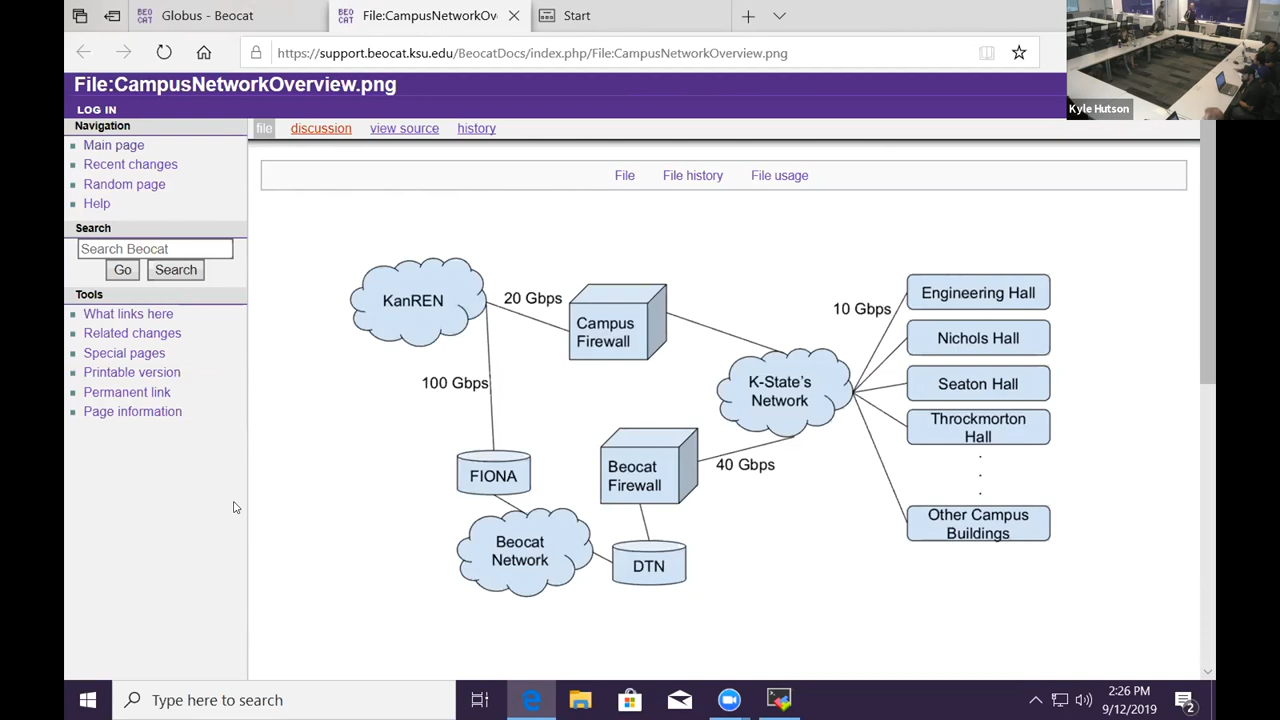 Globus - Beocat
File:CampusNetworkOv
Start
https://support.beocat.ksu.edu/BeocatDocs/index.php/File:CampusNetworkOverview.png
Kyle Hutson
File:CampusNetworkOverview.png
LOG IN
Navigation
Main page
Recent changes
Random page
Help
Search
Search Beocat
Go
Search
Tools
What links here
Related changes
Special pages
Printable version
Permanent link
Page information
file
discussion
view source
history
File
File history
File usage
KanREN
20 Gbps
Campus
Firewall
100 Gbps
K-State's
Network
10 Gbps
Engineering Hall
Nichols Hall
Seaton Hall
Throckmorton
Hall
Other Campus
Buildings
40 Gbps
Beocat
Firewall
FIONA
Beocat
Network
DTN
Type here to search
2:26 PM
9/12/2019
2